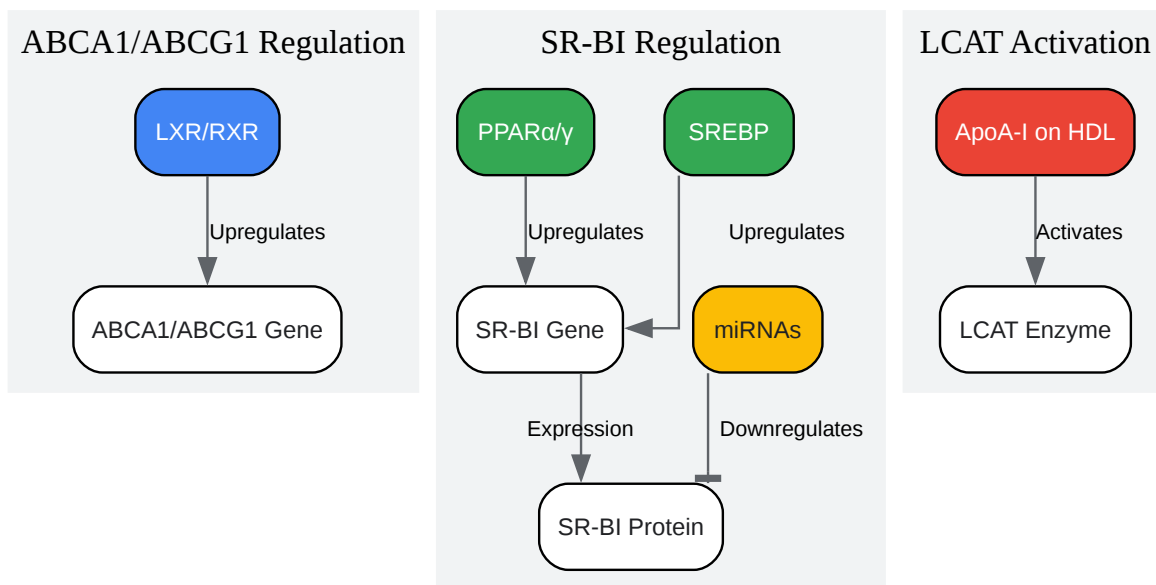 ABCA1/ABCG1 Regulation
LXR/RXR
Upregulates
ABCA1/ABCG1 Gene
SR-BI Regulation
PPARα/γ
SREBP
Upregulates
Upregulates
SR-BI Gene
miRNAs
Expression
Downregulates
SR-BI Protein
LCAT Activation
ApoA-I on HDL
Activates
LCAT Enzyme